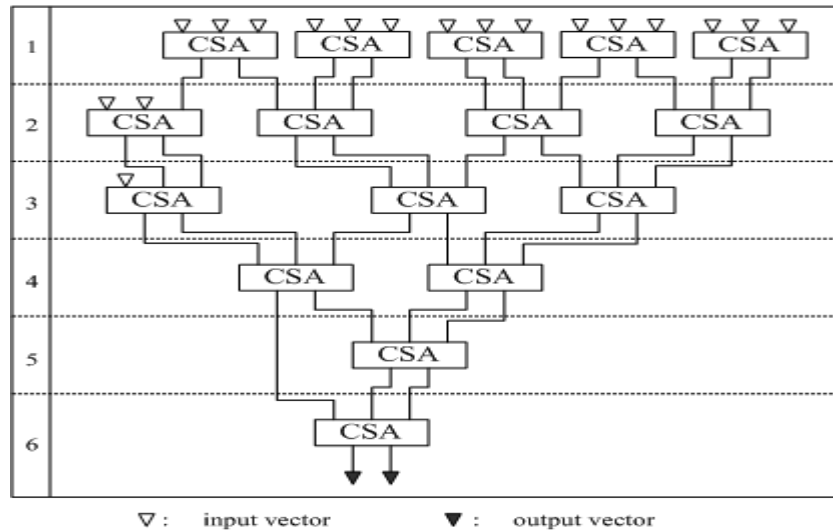 1 CSA CSA CSA CSA CSA
2 CSA CSA CSA CSA
3 CSA CSA CSA
4 CSA CSA
5 CSA
6 CSA
▽ : input vector ▼ : output vector